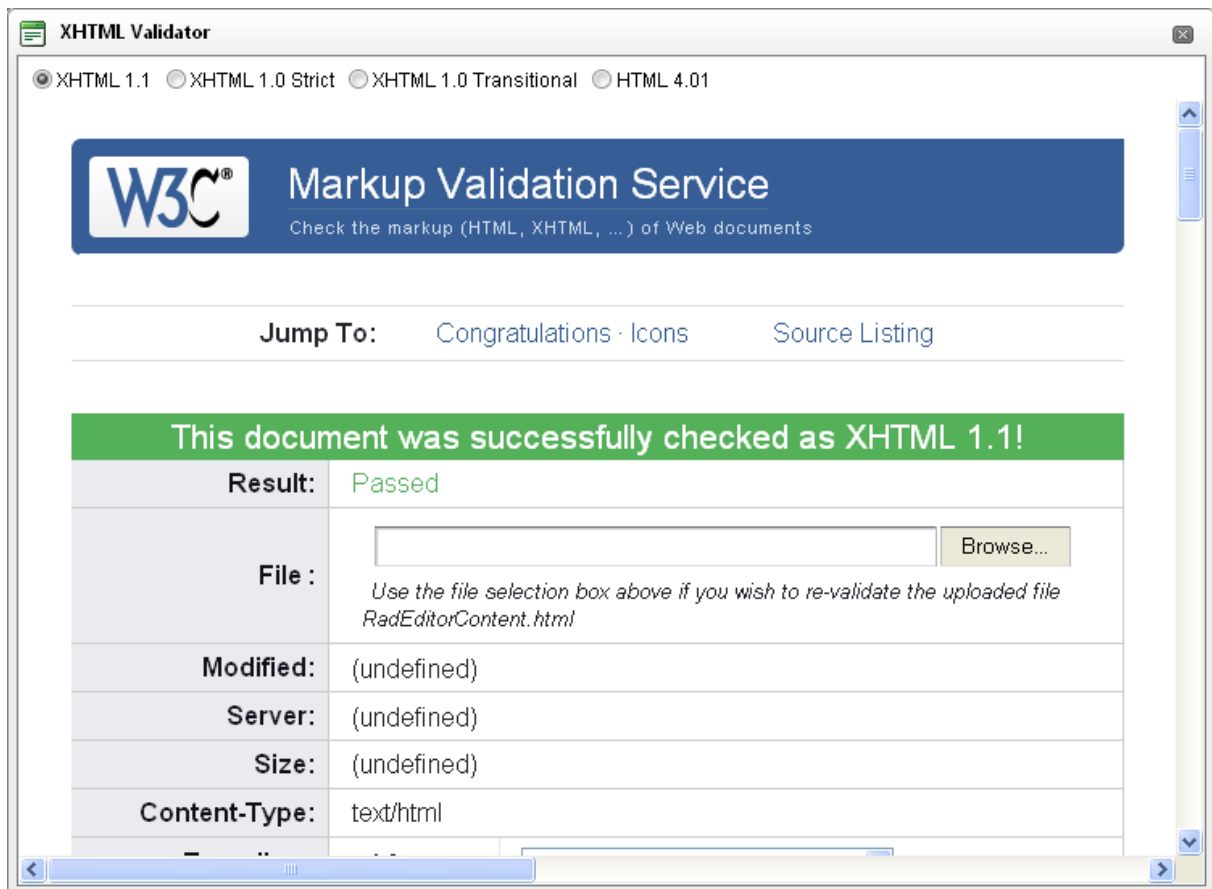 XHTML Validator
XHTML 1.1 XHTML 1.0 Strict XHTML 1.0 Transitional HTML 4.01
W3C®
Markup Validation Service
Check the markup (HTML, XHTML, ...) of Web documents
Jump To: Congratulations · Icons Source Listing
This document was successfully checked as XHTML 1.1!
Result: Passed
Browse...
File :
Use the file selection box above if you wish to re-validate the uploaded file
RadEditorContent.html
Modified: (undefined)
Server: (undefined)
Size: (undefined)
Content-Type: text/html